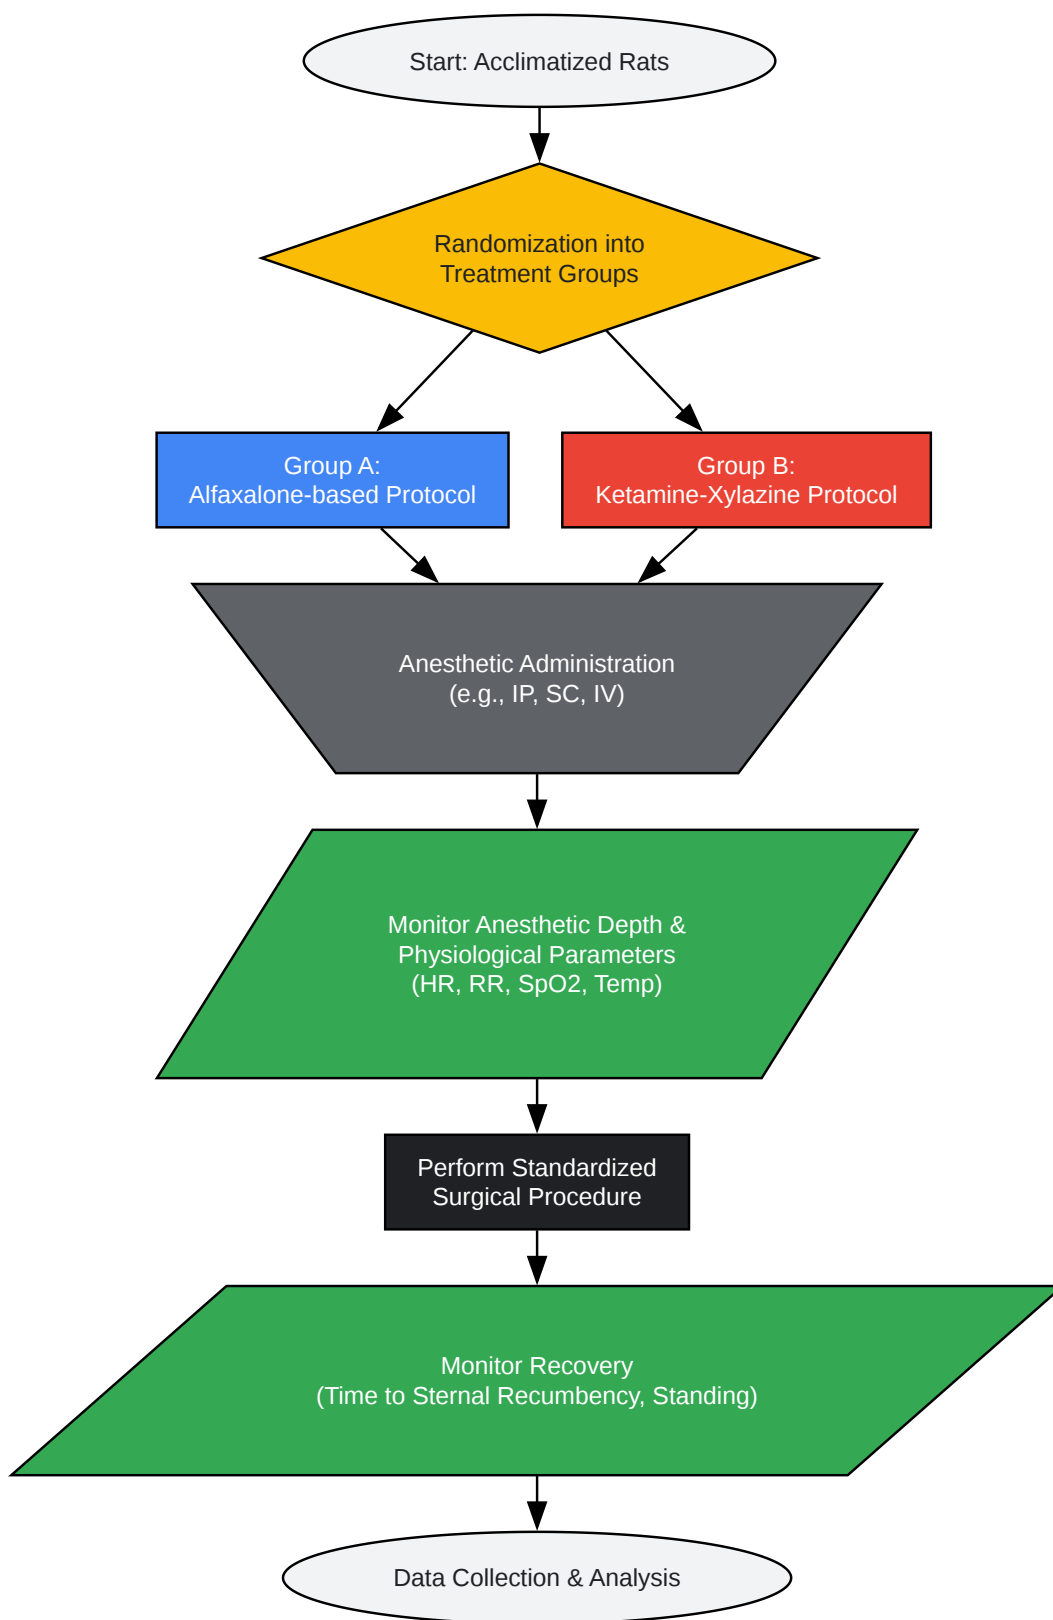 Start: Acclimatized Rats
Randomization into
Treatment Groups
Group A:
Alfaxalone-based Protocol
Group B:
Ketamine-Xylazine Protocol
Anesthetic Administration
(e.g., IP, SC, IV)
Monitor Anesthetic Depth &
Physiological Parameters
(HR, RR, SpO2, Temp)
Perform Standardized
Surgical Procedure
Monitor Recovery
(Time to Sternal Recumbency, Standing)
Data Collection & Analysis